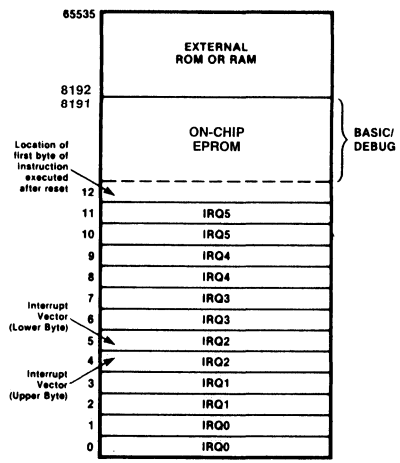 65535
EXTERNAL
ROM OR RAM
8192
8191
ON-CHIP
EPROM
BASIC/
DEBUG
Location of
first byte of
instruction
executed
after reset
12
11 IRQ5
10 IRQ5
9 IRQ4
8 IRQ4
7 IRQ3
6 IRQ3
Interrupt
Vector
(Lower Byte)
5 IRQ2
4 IRQ2
Interrupt
Vector
(Upper Byte)
3 IRQ1
2 IRQ1
1 IRQ0
0 IRQ0